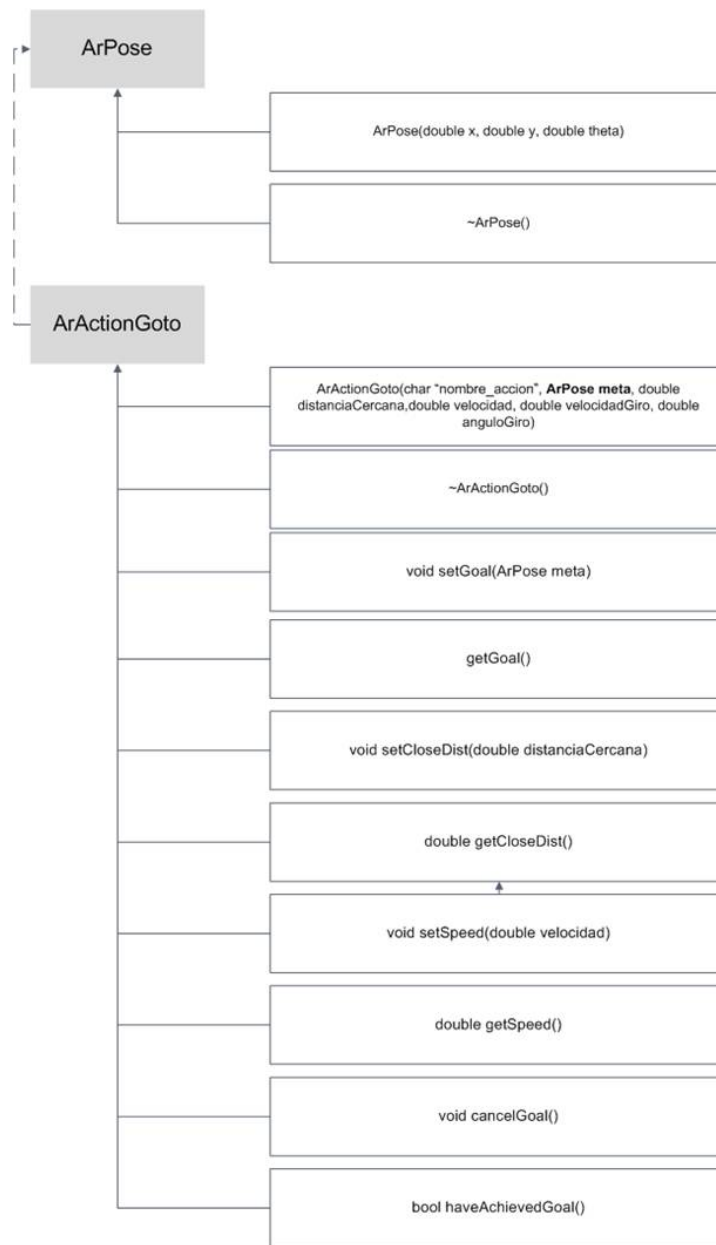 ArPose
ArPose(double x, double y, double theta)
~ArPose()
ArActionGoto
ArActionGoto(char "nombre_accion", ArPose meta, double
distanciaCercana,double velocidad, double velocidadGiro, double
anguloGiro)
~ArActionGoto()
void setGoal(ArPose meta)
getGoal()
void setCloseDist(double distanciaCercana)
double getCloseDist()
void setSpeed(double velocidad)
double getSpeed()
void cancelGoal()
bool haveAchievedGoal()